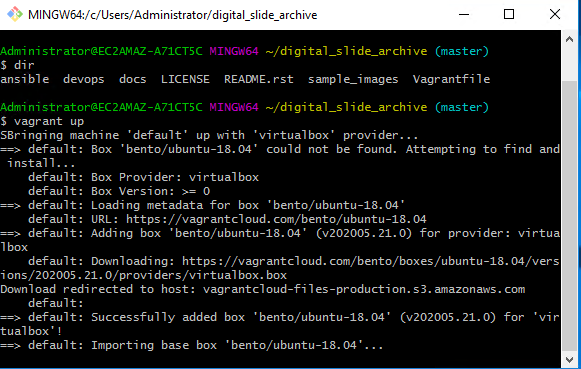 MINGW64:/c/Users/Administrator/digital_slide_archive
Administrator@EC2AMAZ-A71CT5C MINGW64 ~/digital_slide_archive (master)
$ dir
ansible  devops  docs  LICENSE  README.rst  sample_images  Vagrantfile
Administrator@EC2AMAZ-A71CT5C MINGW64 ~/digital_slide_archive (master)
$ vagrant up
SBringing machine 'default' up with 'virtualbox' provider...
==> default: Box 'bento/ubuntu-18.04' could not be found. Attempting to find and
 install...
    default: Box Provider: virtualbox
    default: Box Version: >= 0
==> default: Loading metadata for box 'bento/ubuntu-18.04'
    default: URL: https://vagrantcloud.com/bento/ubuntu-18.04
==> default: Adding box 'bento/ubuntu-18.04' (v202005.21.0) for provider: virtua
lbox
    default: Downloading: https://vagrantcloud.com/bento/boxes/ubuntu-18.04/vers
ions/202005.21.0/providers/virtualbox.box
Download redirected to host: vagrantcloud-files-production.s3.amazonaws.com
    default:
==> default: Successfully added box 'bento/ubuntu-18.04' (v202005.21.0) for 'vir
tualbox'!
==> default: Importing base box 'bento/ubuntu-18.04'...